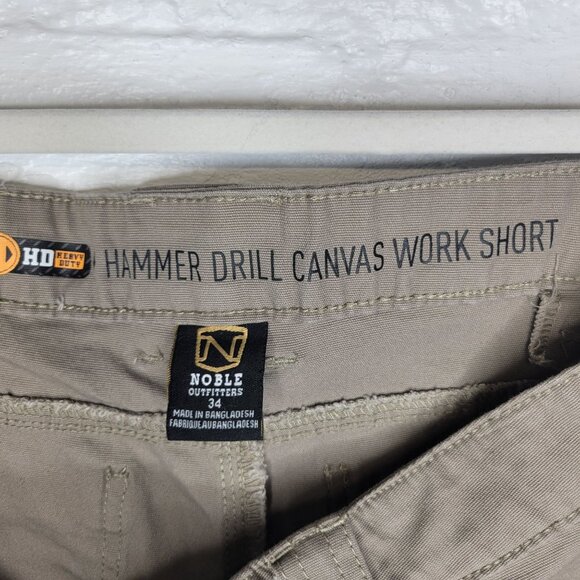 HD HEAVY DUTY HAMMER DRILL CANVAS WORK SHORT
N
NOBLE
OUTFITTERS
34
MADE IN BANGLADESH
FABRIQUEAUBANGLADESH